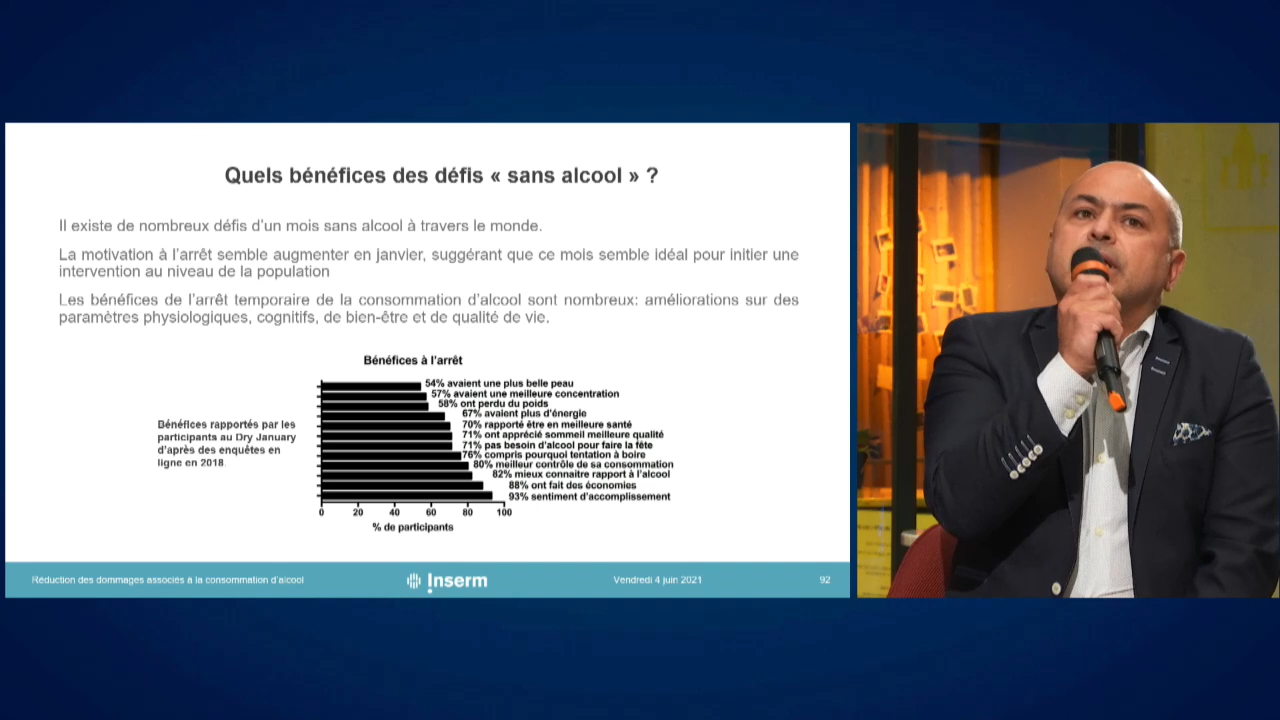 Quels bénéfices des défis « sans alcool » ?
Il existe de nombreux défis d'un mois sans alcool à travers le monde.
La motivation à l'arrêt semble augmenter en janvier, suggérant que ce mois semble idéal pour initier une
intervention au niveau de la population
Les bénéfices de l'arrêt temporaire de la consommation d'alcool sont nombreux: améliorations sur des
paramètres physiologiques, cognitifs, de bien-être et de qualité de vie.
Bénéfices à l'arrêt
Bénéfices rapportés par les
participants au Dry January
d'après des enquêtes en
ligne en 2018.
54% avaient une plus belle peau
57% avaient une meilleure concentration
58% ont perdu du poids
67% avaient plus d'énergie
70% rapporté être en meilleure santé
71% ont apprécié sommeil meilleure qualité
71% pas besoin d'alcool pour faire la fête
76% compris pourquoi tentation à boire
80% meilleur contrôle de sa consommation
82% mieux connaitre rapport à l'alcool
88% ont fait des économies
93% sentiment d'accomplissement
0 20 40 60 80 100
% de participants
Réduction des dommages associés à la consommation d'alcool
Inserm
Vendredi 4 juin 2021
92